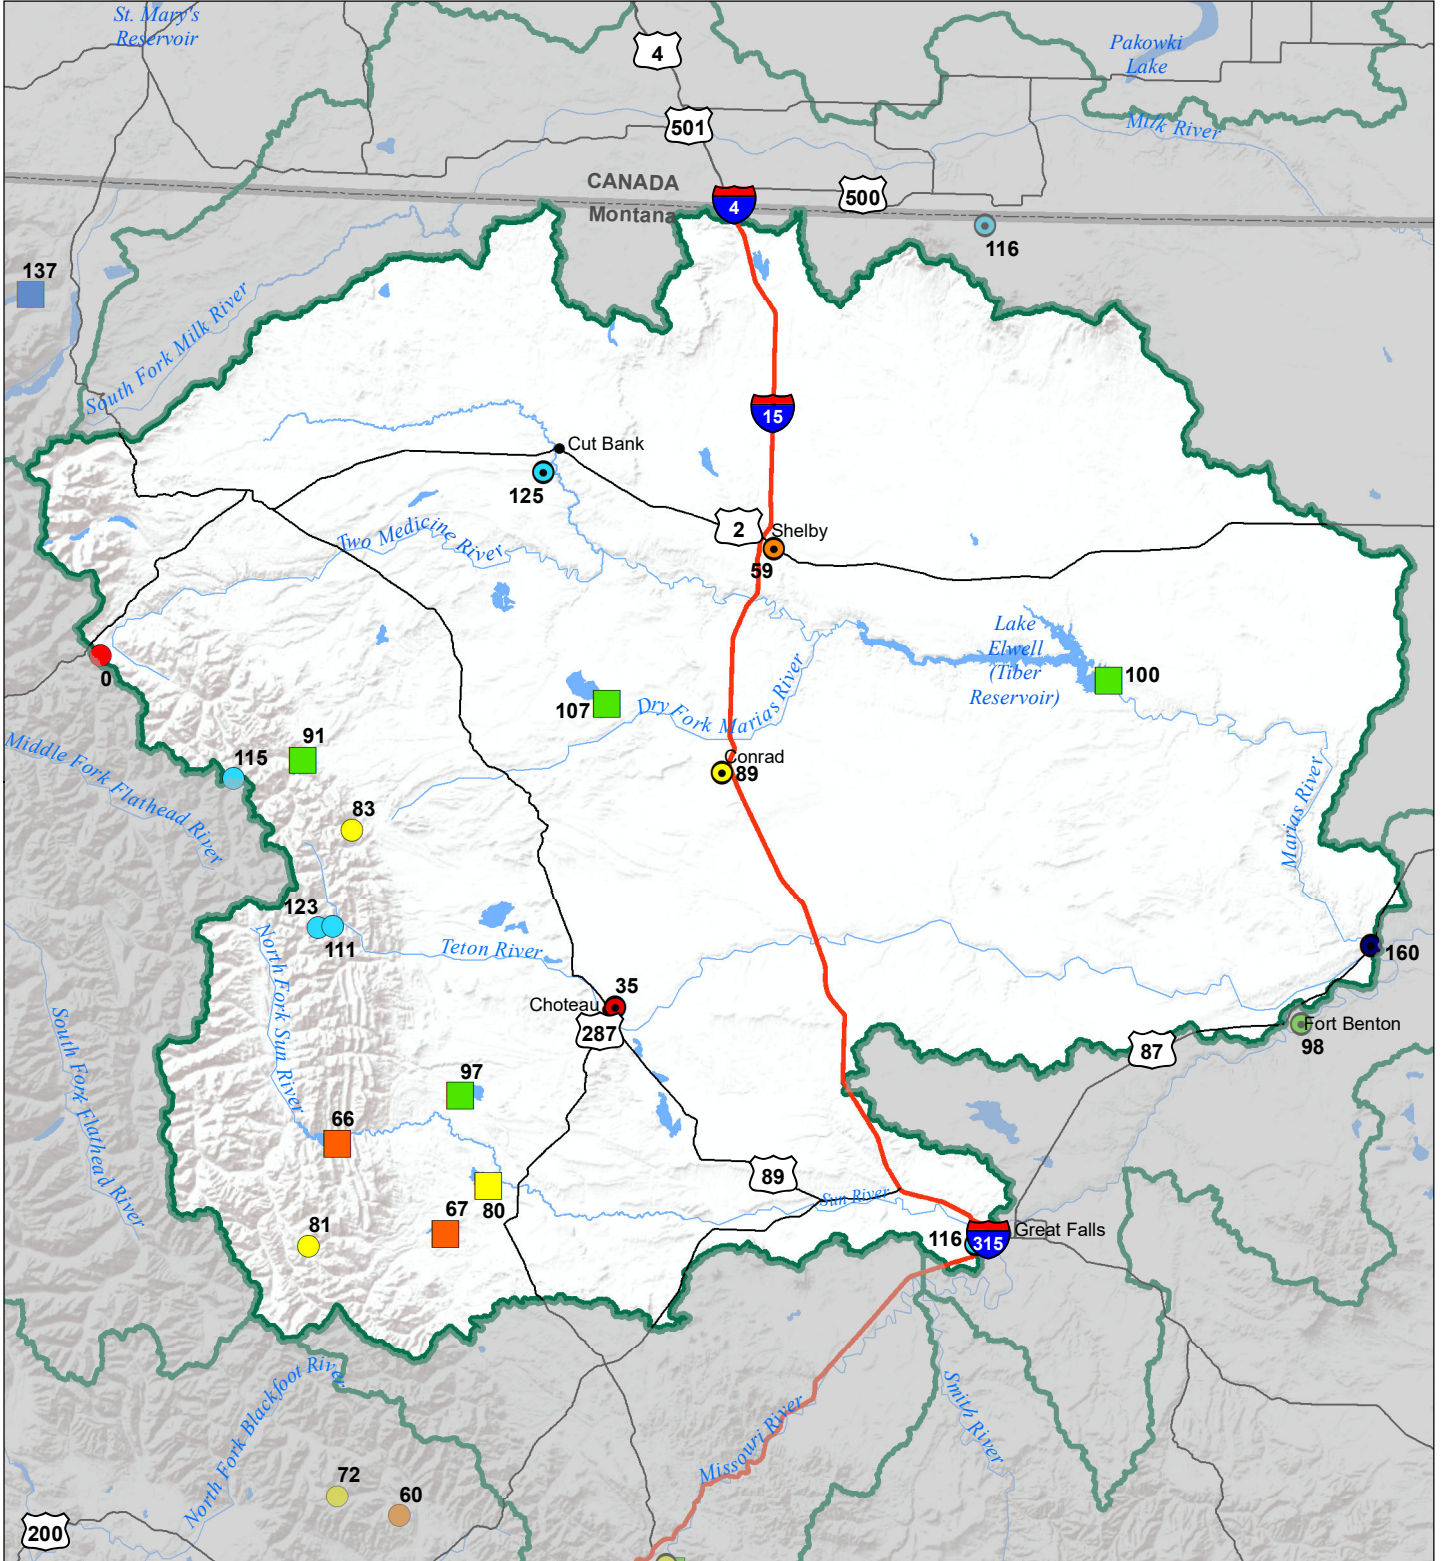 St. Mary's
Reservoir
4
Pakowki
Lake
501
Milk River
CANADA
Montana
4
500
116
137
South Fork Milk River
15
Cut Bank
125
2
Shelby
59
Two Medicine River
Lake
Elwell
(Tiber
Reservoir)
100
0
107
Dry Fork Marias River
91
115
Middle Fork Flathead River
Conrad
89
83
Marias River
123
111
North Fork Sun River
Teton River
160
35
Choteau
287
Fort Benton
98
87
South Fork Flathead River
97
66
89
80
Sun River
67
81
116
315
Great Falls
North Fork Blackfoot River
Missouri River
Smith River
72
60
200